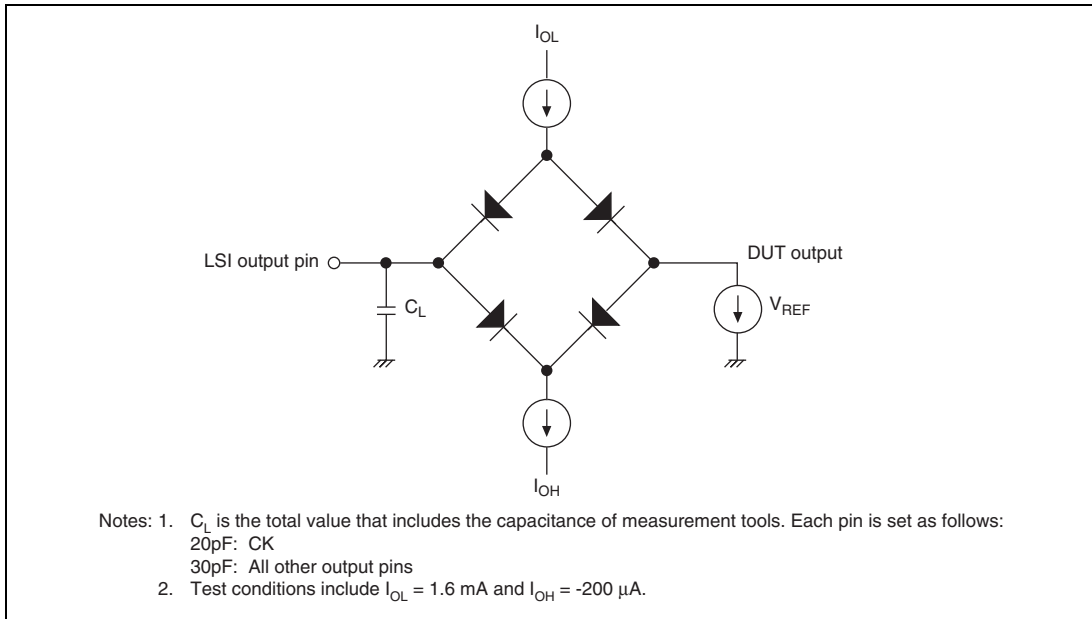 I_OL
LSI output pin
C_L
DUT output
V_REF
I_OH
Notes: 1. C_L is the total value that includes the capacitance of measurement tools. Each pin is set as follows:
20pF: CK
30pF: All other output pins
2. Test conditions include I_OL = 1.6 mA and I_OH = -200 μA.